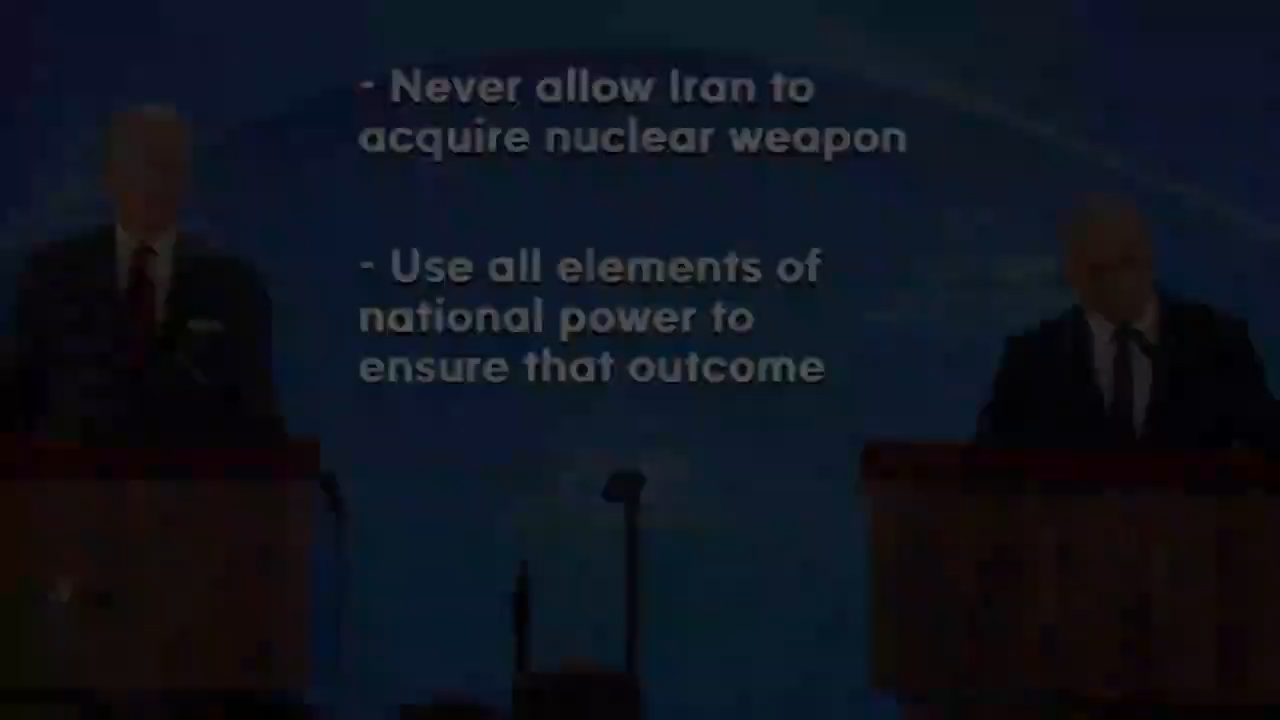 - Never allow Iran to
acquire nuclear weapon
- Use all elements of
national power to
ensure that outcome